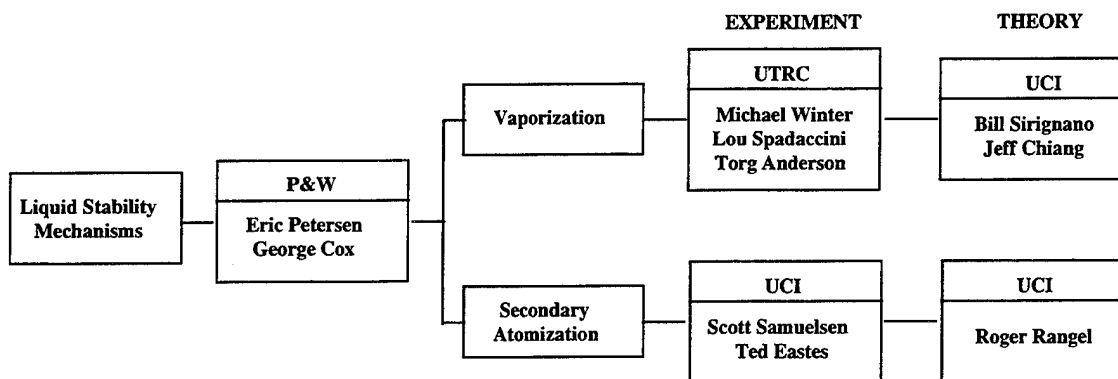 EXPERIMENT
THEORY
UTRC
Michael Winter
Lou Spadaccini
Torg Anderson
UCI
Bill Sirignano
Jeff Chiang
Vaporization
Liquid Stability
Mechanisms
P&W
Eric Petersen
George Cox
Secondary
Atomization
UCI
Scott Samuelsen
Ted Eastes
UCI
Roger Rangel